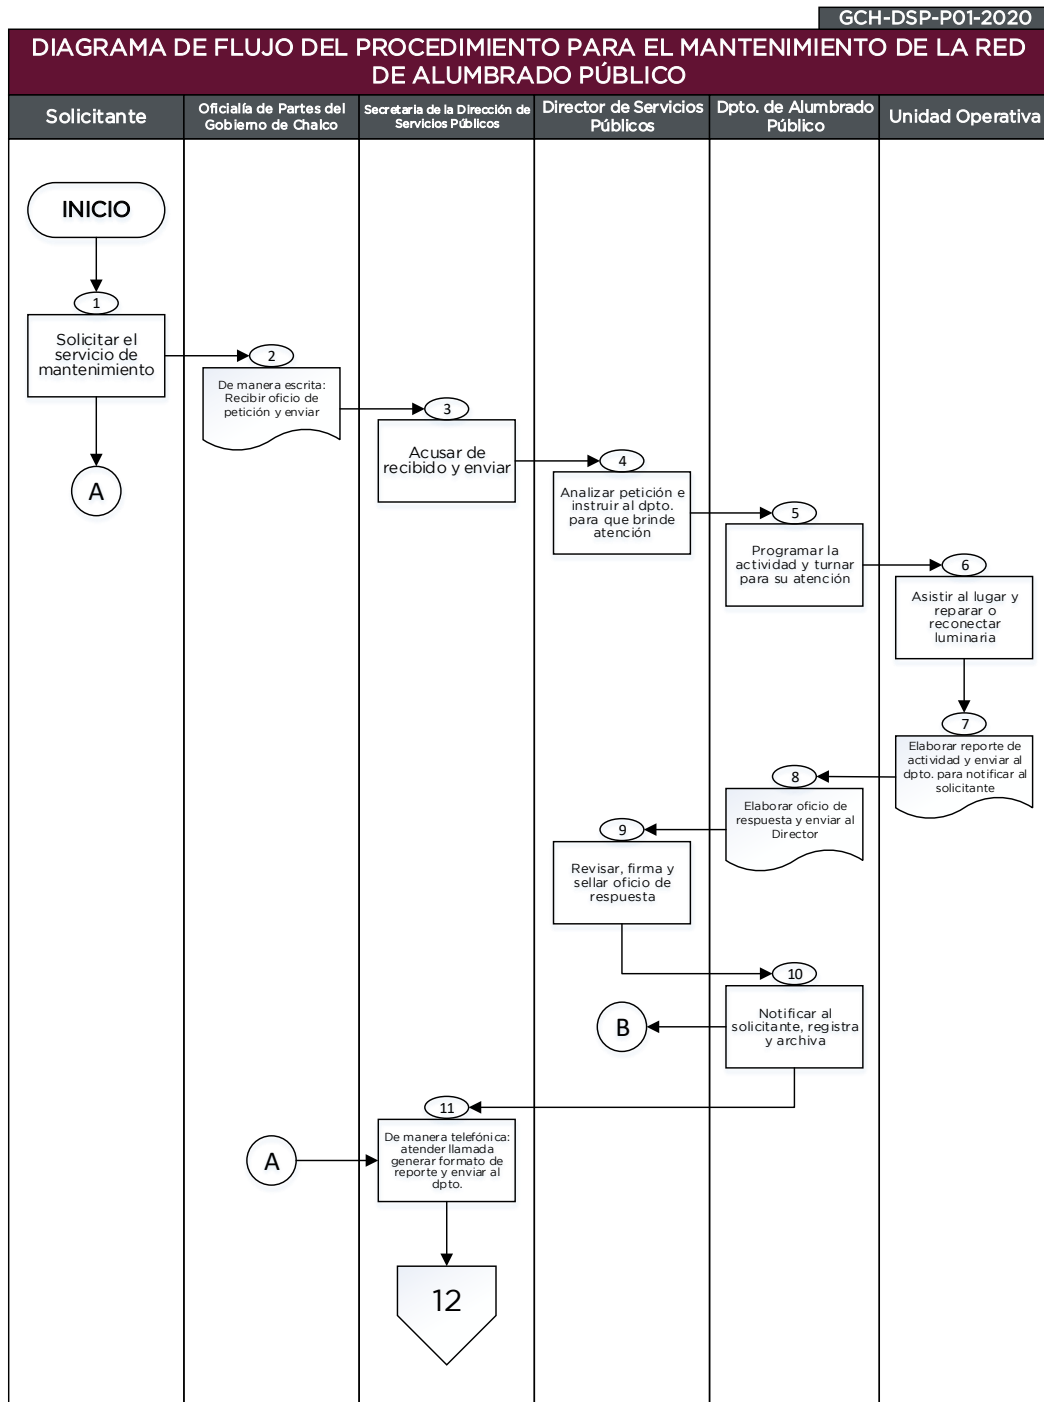 GCH-DSP-P01-2020
DIAGRAMA DE FLUJO DEL PROCEDIMIENTO PARA EL MANTENIMIENTO DE LA RED
DE ALUMBRADO PÚBLICO
Solicitante
Oficialía de Partes del
Gobierno de Chalco
Secretaria de la Dirección de
Servicios Públicos
Director de Servicios
Públicos
Dpto. de Alumbrado
Público
Unidad Operativa
INICIO
1
Solicitar el
servicio de
mantenimiento
A
2
De manera escrita:
Recibir oficio de
petición y enviar
3
Acusar de
recibido y enviar
4
Analizar petición e
instruir al dpto.
para que brinde
atención
5
Programar la
actividad y turnar
para su atención
6
Asistir al lugar y
reparar o
reconectar
luminaria
7
Elaborar reporte de
actividad y enviar al
dpto. para notificar al
solicitante
8
Elaborar oficio de
respuesta y enviar al
Director
9
Revisar, firma y
sellar oficio de
respuesta
10
Notificar al
solicitante, registra
y archiva
B
11
De manera telefónica:
atender llamada
generar formato de
reporte y enviar al
dpto.
A
12